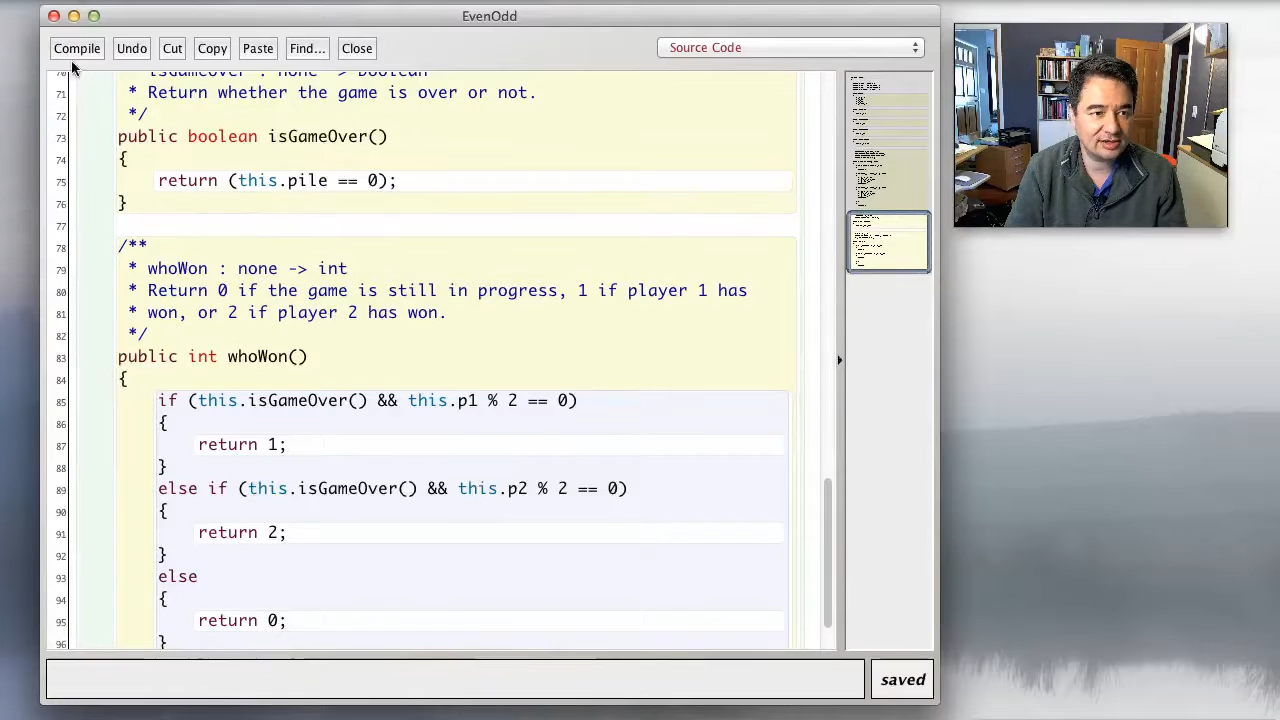 EvenOdd
Compile Undo Cut Copy Paste Find... Close Source Code
70 * isGameOver : none -> Boolean
71 * Return whether the game is over or not.
72 */
73 public boolean isGameOver()
74 {
75 return (this.pile == 0);
76 }
77
78 /**
79 * whoWon : none -> int
80 * Return 0 if the game is still in progress, 1 if player 1 has
81 * won, or 2 if player 2 has won.
82 */
83 public int whoWon()
84 {
85 if (this.isGameOver() && this.p1 % 2 == 0)
86 {
87 return 1;
88 }
89 else if (this.isGameOver() && this.p2 % 2 == 0)
90 {
91 return 2;
92 }
93 else
94 {
95 return 0;
96 }
saved